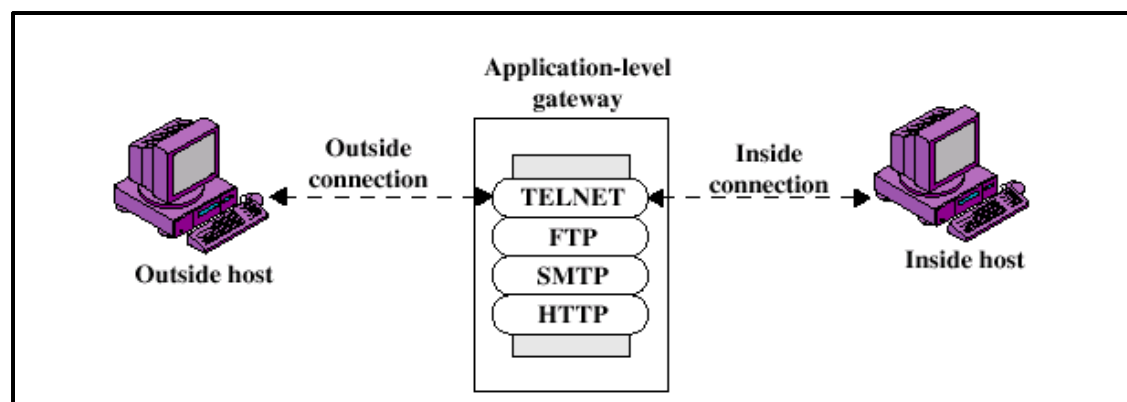 Application-level
gateway
Outside
connection
Inside
connection
TELNET
FTP
SMTP
HTTP
Outside host
Inside host